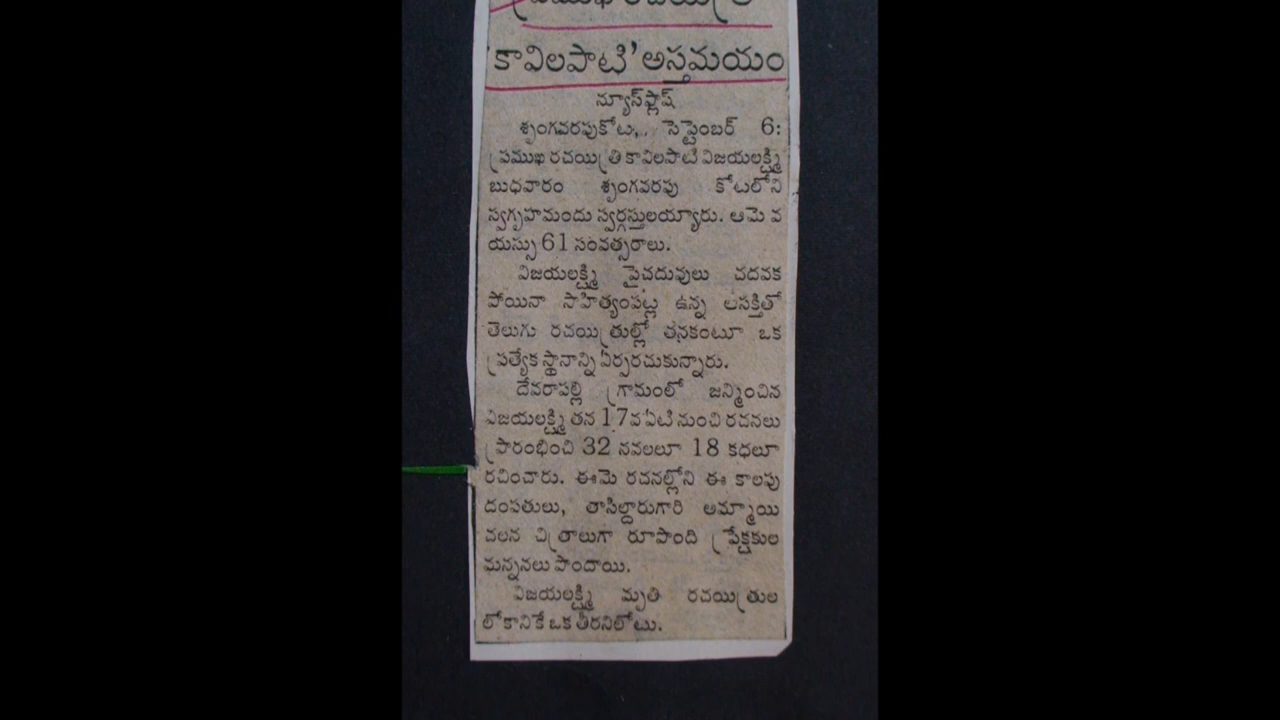 ప్రముఖ రచయిత్రి
'కావిలపాటి' అస్తమయం
న్యూస్‌ఫ్లాష్
శృంగవరపుకోట, సెప్టెంబర్ 6:
ప్రముఖ రచయిత్రి కావిలపాటి విజయలక్ష్మి
బుధవారం శృంగవరపు కోటలోని
స్వగృహమందు స్వర్గస్తులయ్యారు. ఆమె వ
యస్సు 61 సంవత్సరాలు.
విజయలక్ష్మి పైచదువులు చదవక
పోయినా సాహిత్యంపట్ల ఉన్న ఆసక్తితో
తెలుగు రచయిత్రుల్లో తనకంటూ ఒక
ప్రత్యేక స్థానాన్ని ఏర్పరచుకున్నారు.
దేవరాపల్లి గ్రామంలో జన్మించిన
విజయలక్ష్మి తన 17వ ఏటి నుంచి రచనలు
ప్రారంభించి 32 నవలలూ 18 కథలూ
రచించారు. ఈమె రచనల్లోని ఈ కాలపు
దంపతులు, తాసిల్దారుగారి అమ్మాయి
చలన చిత్రాలుగా రూపొంది ప్రేక్షకుల
మన్ననలు పొందాయి.
విజయలక్ష్మి మృతి రచయిత్రుల
లోకానికే ఒక తీరనిలోటు.